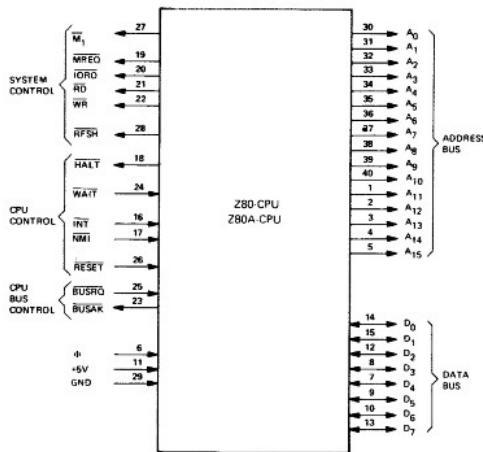 SYSTEM
CONTROL
M₁ 27
MREQ 19
IORQ 20
RD 21
WR 22
RFSH 28
CPU
CONTROL
HALT 18
WAIT 24
INT 16
NMI 17
RESET 26
CPU
BUS
CONTROL
BUSRQ 25
BUSAK 23
Φ 6
+5V 11
GND 29
Z80-CPU
Z80A-CPU
30 A₀
31 A₁
32 A₂
33 A₃
34 A₄
35 A₅
36 A₆
37 A₇
38 A₈
39 A₉
40 A₁₀
1 A₁₁
2 A₁₂
3 A₁₃
4 A₁₄
5 A₁₅
ADDRESS
BUS
14 D₀
15 D₁
12 D₂
8 D₃
7 D₄
9 D₅
10 D₆
13 D₇
DATA
BUS